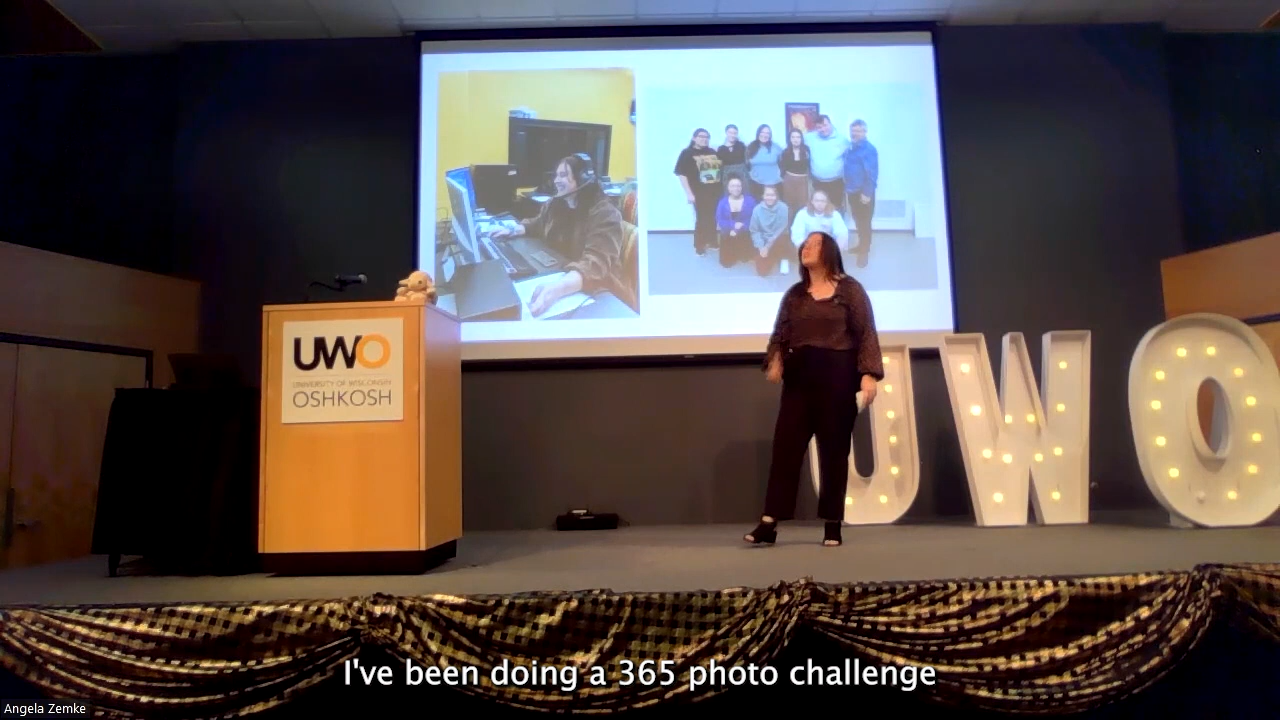 UWO
UNIVERSITY OF WISCONSIN
OSHKOSH
UWO
I've been doing a 365 photo challenge
Angela Zemke